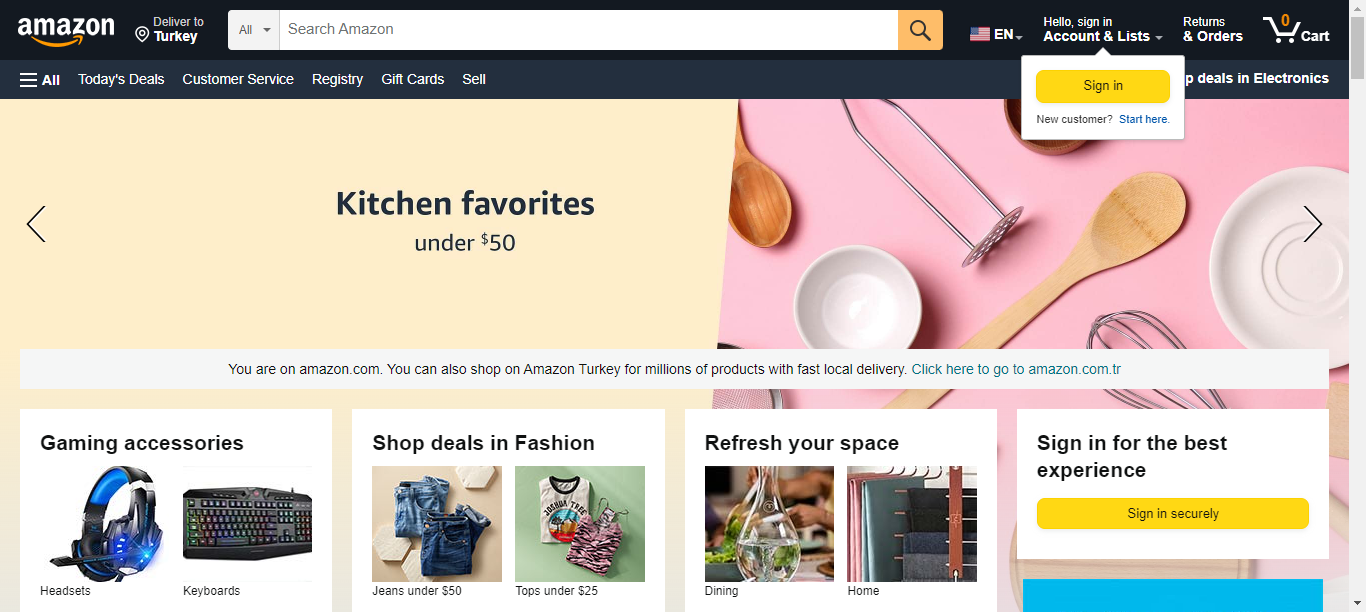 amazon
Deliver to
Turkey
All
Search Amazon
EN
Hello, sign in
Account & Lists
Returns
& Orders
0
Cart
All
Today's Deals
Customer Service
Registry
Gift Cards
Sell
p deals in Electronics
Sign in
New customer? Start here.
Kitchen favorites
under $50
You are on amazon.com. You can also shop on Amazon Turkey for millions of products with fast local delivery. Click here to go to amazon.com.tr
Gaming accessories
Headsets
Keyboards
Shop deals in Fashion
JOSHUA TREE
Jeans under $50
Tops under $25
Refresh your space
Dining
Home
Sign in for the best
experience
Sign in securely